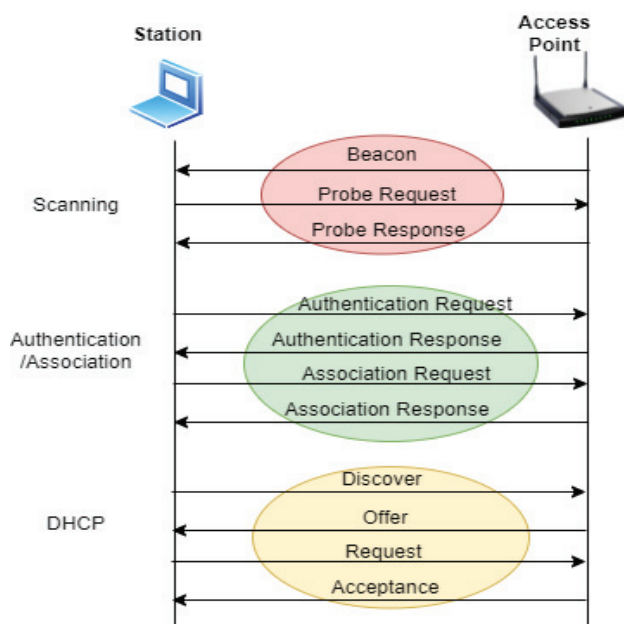 Station
Access
Point
Beacon
Probe Request
Scanning
Probe Response
Authentication Request
Authentication
/Association
Authentication Response
Association Request
Association Response
Discover
DHCP
Offer
Request
Acceptance